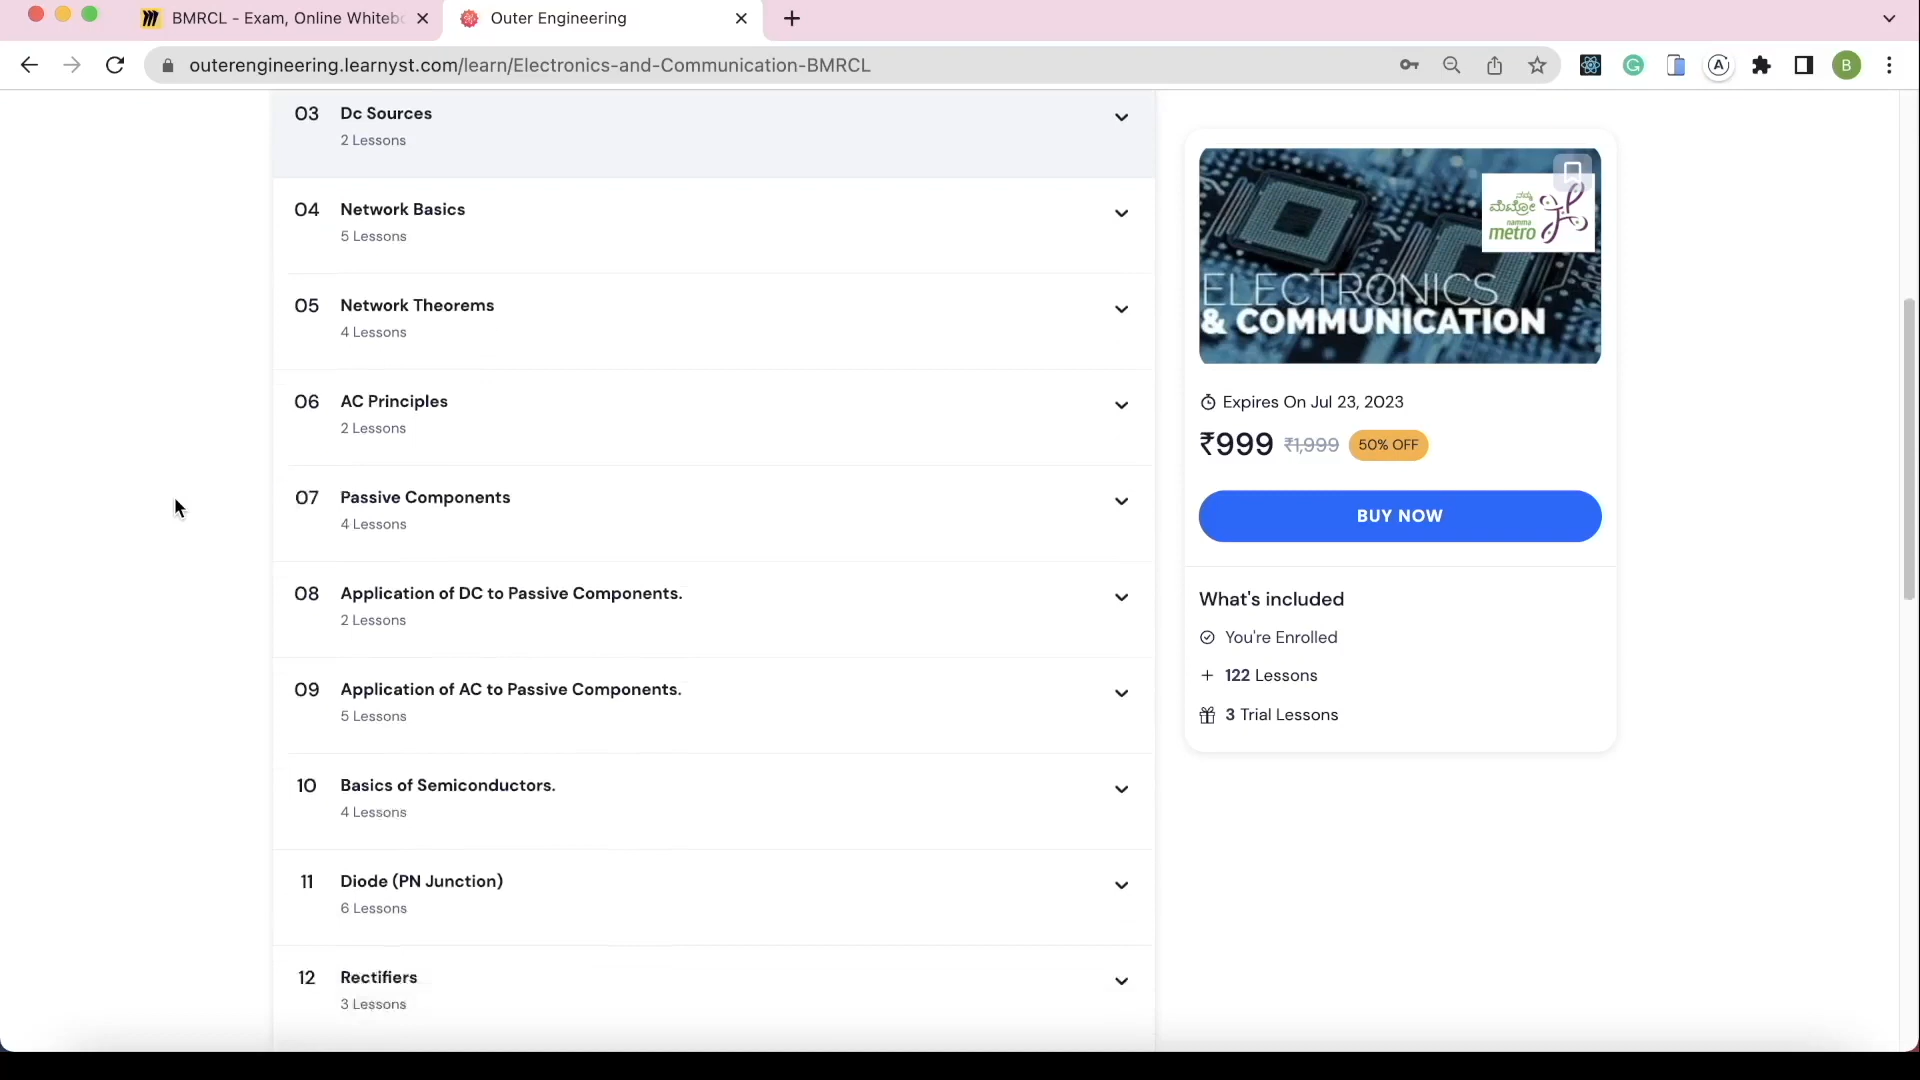 BMRCL - Exam, Online Whitebo
Outer Engineering
outerengineering.learnyst.com/learn/Electronics-and-Communication-BMRCL
B
03 Dc Sources
2 Lessons
04 Network Basics
5 Lessons
05 Network Theorems
4 Lessons
06 AC Principles
2 Lessons
07 Passive Components
4 Lessons
08 Application of DC to Passive Components.
2 Lessons
09 Application of AC to Passive Components.
5 Lessons
10 Basics of Semiconductors.
4 Lessons
11 Diode (PN Junction)
6 Lessons
12 Rectifiers
3 Lessons
ನಮ್ಮ
ಮೆಟ್ರೋ
namma
metro
ELECTRONICS
& COMMUNICATION
Expires On Jul 23, 2023
₹999 ₹1,999 50% OFF
BUY NOW
What's included
You're Enrolled
122 Lessons
3 Trial Lessons